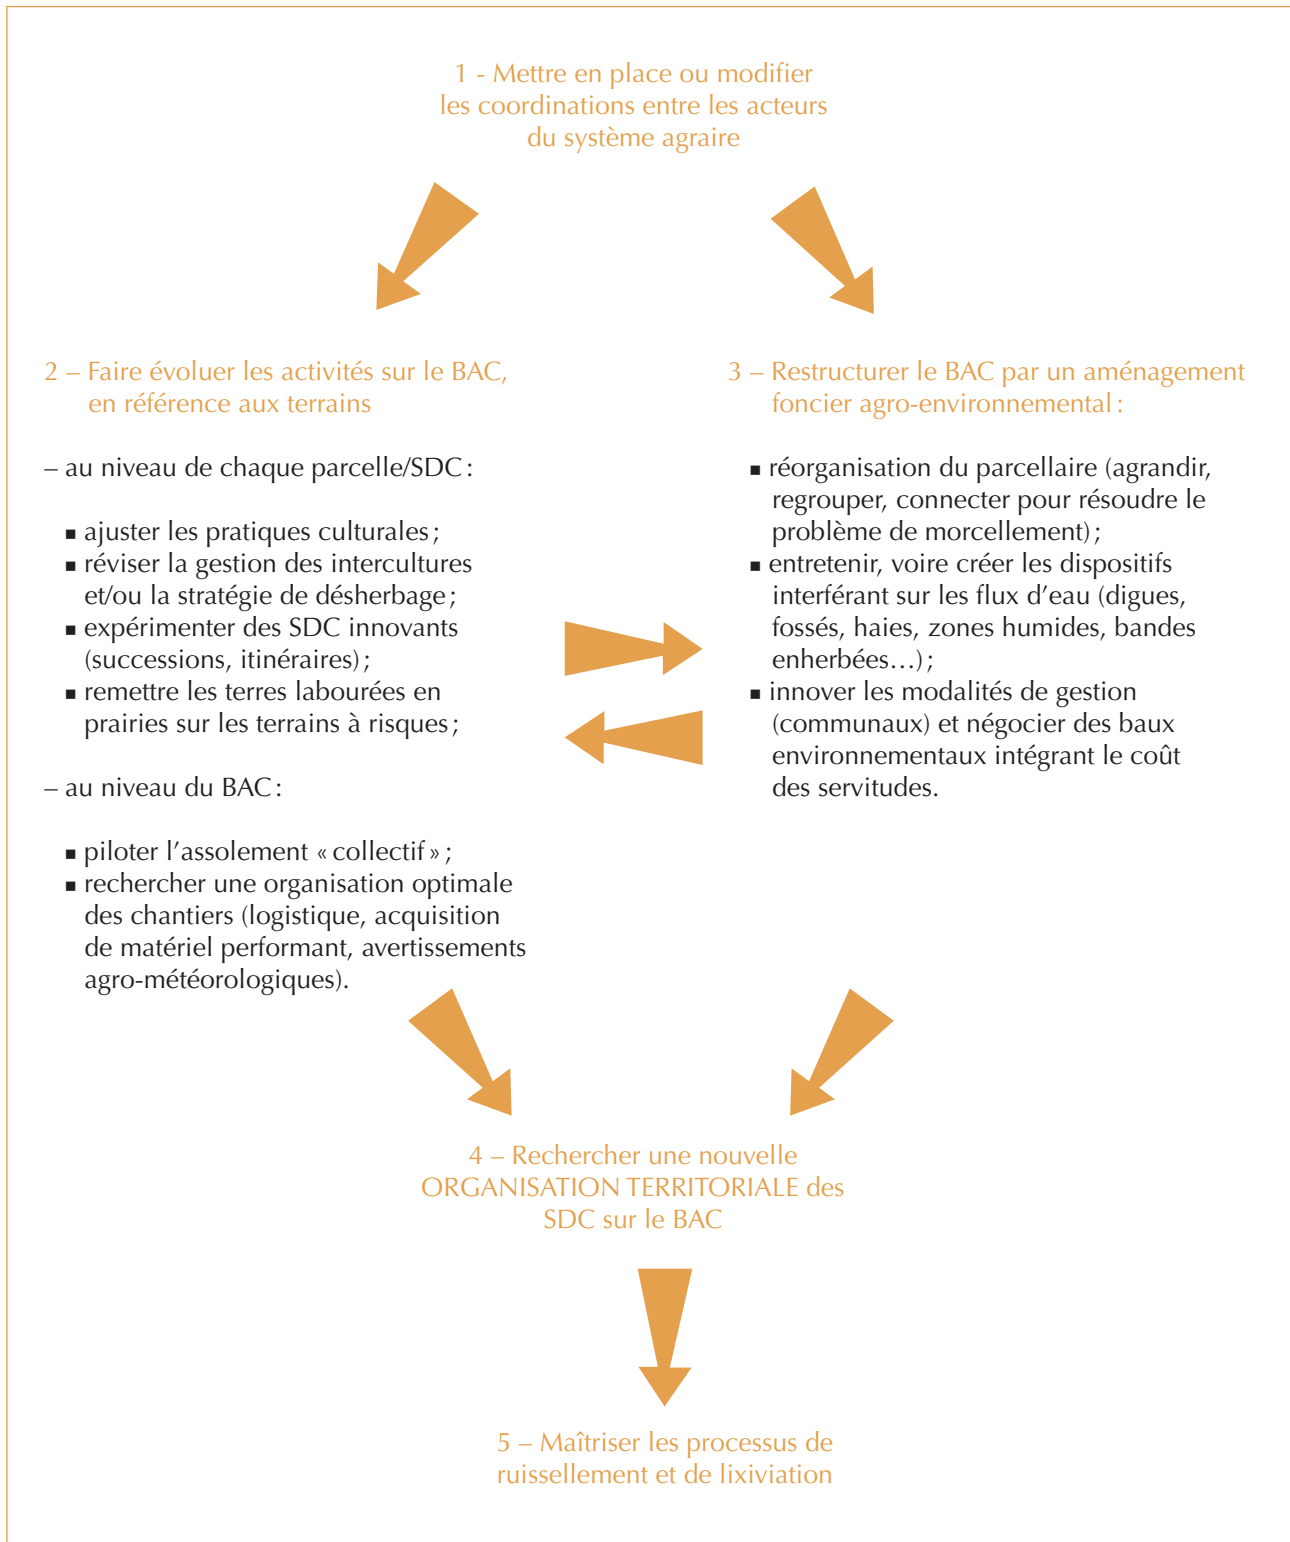 1 - Mettre en place ou modifier
les coordinations entre les acteurs
du système agraire
2 – Faire évoluer les activités sur le BAC,
en référence aux terrains
– au niveau de chaque parcelle/SDC :
▪ ajuster les pratiques culturales ;
▪ réviser la gestion des intercultures
et/ou la stratégie de désherbage ;
▪ expérimenter des SDC innovants
(successions, itinéraires) ;
▪ remettre les terres labourées en
prairies sur les terrains à risques ;
– au niveau du BAC :
▪ piloter l’assolement « collectif » ;
▪ rechercher une organisation optimale
des chantiers (logistique, acquisition
de matériel performant, avertissements
agro-météorologiques).
3 – Restructurer le BAC par un aménagement
foncier agro-environnemental :
▪ réorganisation du parcellaire (agrandir,
regrouper, connecter pour résoudre le
problème de morcellement) ;
▪ entretenir, voire créer les dispositifs
interférant sur les flux d’eau (digues,
fossés, haies, zones humides, bandes
enherbées…) ;
▪ innover les modalités de gestion
(communaux) et négocier des baux
environnementaux intégrant le coût
des servitudes.
4 – Rechercher une nouvelle
ORGANISATION TERRITORIALE des
SDC sur le BAC
5 – Maîtriser les processus de
ruissellement et de lixiviation